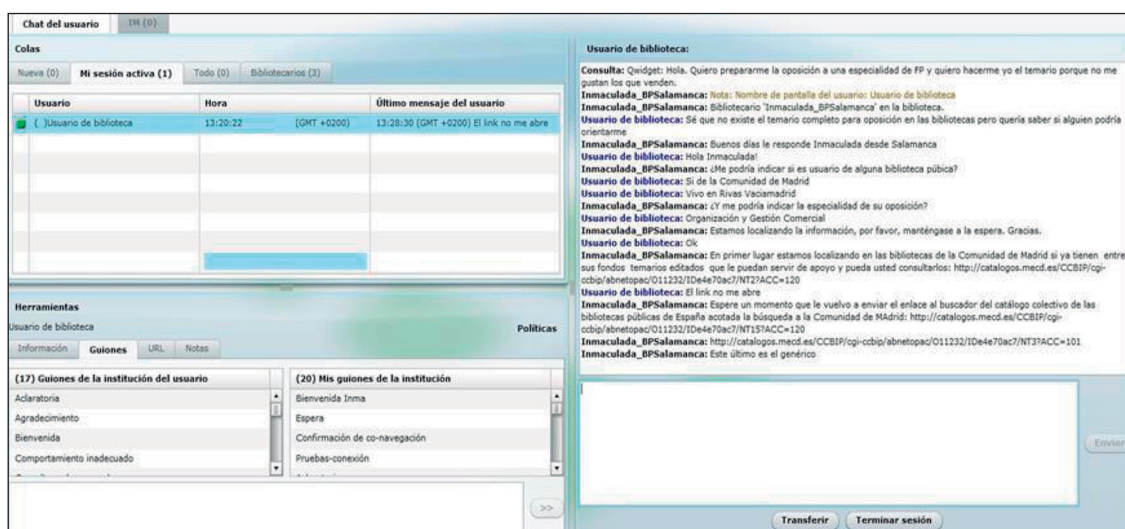 Chat del usuario
IM (0)
Colas
Nueva (0)
Mi sesión activa (1)
Todo (0)
Bibliotecarios (3)
Usuario
Hora
Último mensaje del usuario
( )Usuario de biblioteca
13:20:22
(GMT +0200)
13:28:30 (GMT +0200) El link no me abre
Herramientas
Usuario de biblioteca
Políticas
Información
Guiones
URL
Notas
(17) Guiones de la institución del usuario
Aclaratoria
Agradecimiento
Bienvenida
Comportamiento inadecuado
(20) Mis guiones de la institución
Bienvenida Inma
Espera
Confirmación de co-navegación
Pruebas-conexión
>>
Usuario de biblioteca:
Consulta: Qwidget: Hola. Quiero prepararme la oposición a una especialidad de FP y quiero hacerme yo el temario porque no me
gustan los que venden.
Inmaculada_BPSalamanca: Nota: Nombre de pantalla del usuario: Usuario de biblioteca
Inmaculada_BPSalamanca: Bibliotecario 'Inmaculada_BPSalamanca' en la biblioteca.
Usuario de biblioteca: Sé que no existe el temario completo para oposición en las bibliotecas pero quería saber si alguien podría
orientarme
Inmaculada_BPSalamanca: Buenos días le responde Inmaculada desde Salamanca
Usuario de biblioteca: Hola Inmaculada!
Inmaculada_BPSalamanca: ¿Me podría indicar si es usuario de alguna biblioteca púbica?
Usuario de biblioteca: Si de la Comunidad de Madrid
Usuario de biblioteca: Vivo en Rivas Vaciamadrid
Inmaculada_BPSalamanca: ¿Y me podría indicar la especialidad de su oposición?
Usuario de biblioteca: Organización y Gestión Comercial
Inmaculada_BPSalamanca: Estamos localizando la información, por favor, manténgase a la espera. Gracias.
Usuario de biblioteca: Ok
Inmaculada_BPSalamanca: En primer lugar estamos localizando en las bibliotecas de la Comunidad de Madrid si ya tienen entre
sus fondos temarios editados que le puedan servir de apoyo y pueda usted consultarlos: http://catalogos.mecd.es/CCBIP/cgi-
ccbip/abnetopac/O11232/IDe4e70ac7/NT2?ACC=120
Usuario de biblioteca: El link no me abre
Inmaculada_BPSalamanca: Espere un momento que le vuelvo a enviar el enlace al buscador del catálogo colectivo de las
bibliotecas públicas de España acotada la búsqueda a la Comunidad de MAdrid: http://catalogos.mecd.es/CCBIP/cgi-
ccbip/abnetopac/O11232/IDe4e70ac7/NT15?ACC=120
Inmaculada_BPSalamanca: http://catalogos.mecd.es/CCBIP/cgi-ccbip/abnetopac/O11232/IDe4e70ac7/NT3?ACC=101
Inmaculada_BPSalamanca: Este último es el genérico
Enviar
Transferir
Terminar sesión